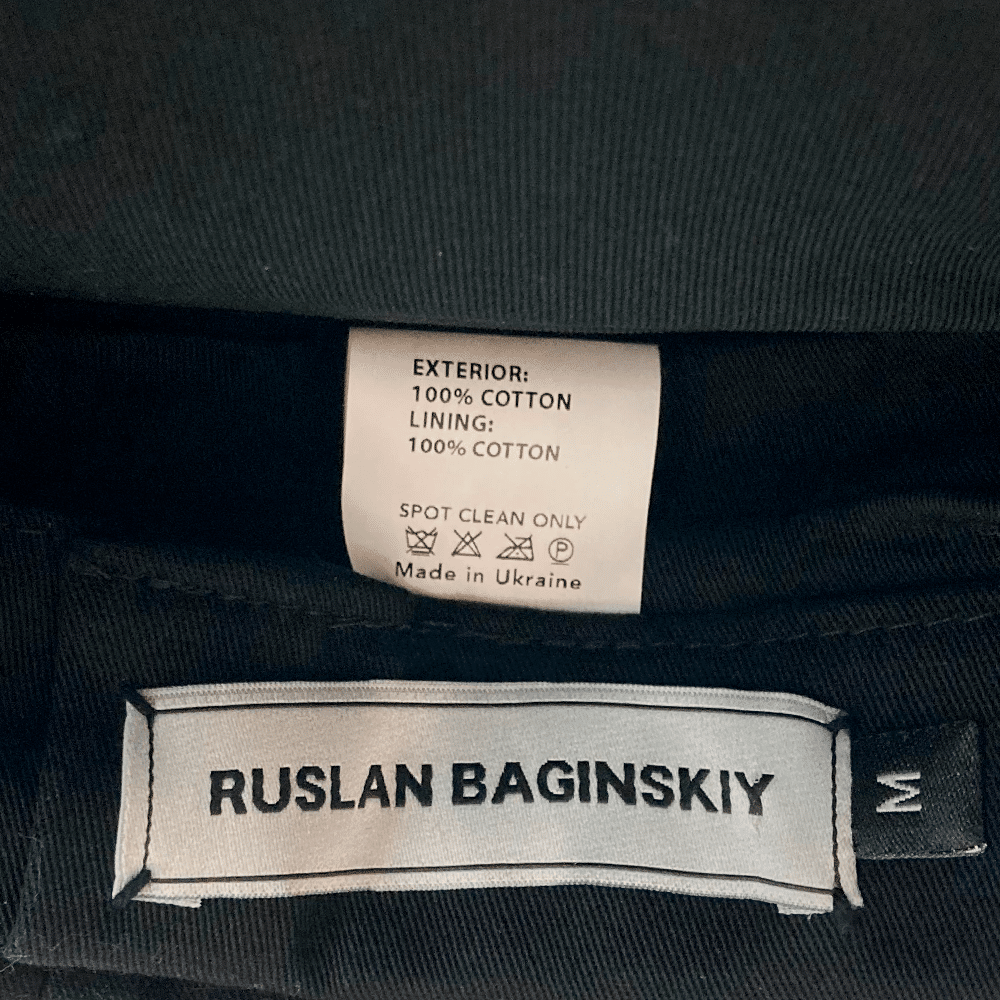 EXTERIOR:
100% COTTON
LINING:
100% COTTON
SPOT CLEAN ONLY
P
Made in Ukraine
RUSLAN BAGINSKIY
M